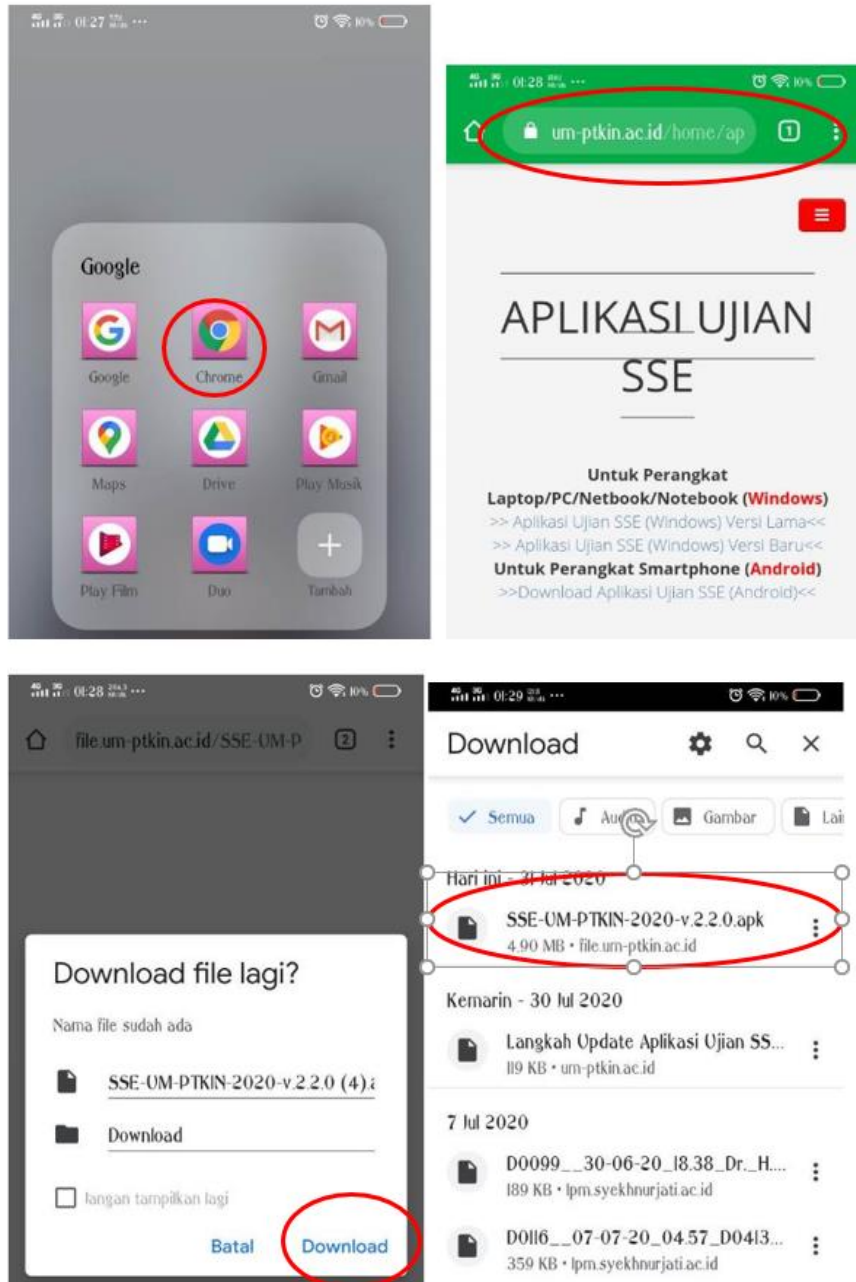 01:27
10%
Google
Google
Chrome
Gmail
Maps
Drive
Play Musik
Play Film
Duo
Tambah
01:28
10%
um-ptkin.ac.id/home/ap
1
APLIKASI UJIAN
SSE
Untuk Perangkat
Laptop/PC/Netbook/Notebook (Windows)
>> Aplikasi Ujian SSE (Windows) Versi Lama<<
>> Aplikasi Ujian SSE (Windows) Versi Baru<<
Untuk Perangkat Smartphone (Android)
>>Download Aplikasi Ujian SSE (Android)<<
01:28
10%
file.um-ptkin.ac.id/SSE-UM-P
2
Download file lagi?
Nama file sudah ada
SSE-UM-PTKIN-2020-v.2.2.0 (4).a
Download
Jangan tampilkan lagi
Batal
Download
01:29
10%
Download
Semua
Gambar
Lai
Hari ini - 31 Jul 2020
SSE-UM-PTKIN-2020-v.2.2.0.apk
4,90 MB • file.um-ptkin.ac.id
Kemarin - 30 Jul 2020
Langkah Update Aplikasi Ujian SS...
119 KB • um-ptkin.ac.id
7 Jul 2020
D0099__30-06-20_18.38_Dr._H....
189 KB • lpm.syekhnurjati.ac.id
D0116__07-07-20_04.57_D0413...
359 KB • lpm.syekhnurjati.ac.id